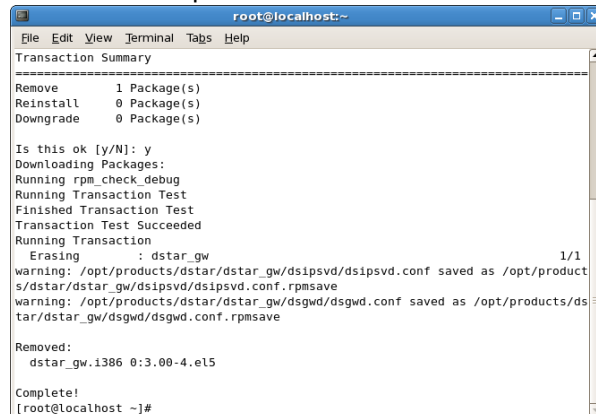 root@localhost:~
File Edit View Terminal Tabs Help
Transaction Summary
================================================================================
Remove        1 Package(s)
Reinstall     0 Package(s)
Downgrade     0 Package(s)

Is this ok [y/N]: y
Downloading Packages:
Running rpm_check_debug
Running Transaction Test
Finished Transaction Test
Transaction Test Succeeded
Running Transaction
  Erasing        : dstar_gw                                                 1/1
warning: /opt/products/dstar/dstar_gw/dsipsvd/dsipsvd.conf saved as /opt/product
s/dstar/dstar_gw/dsipsvd/dsipsvd.conf.rpmsave
warning: /opt/products/dstar/dstar_gw/dsgwd/dsgwd.conf saved as /opt/products/ds
tar/dstar_gw/dsgwd/dsgwd.conf.rpmsave

Removed:
  dstar_gw.i386 0:3.00-4.el5

Complete!
[root@localhost ~]#